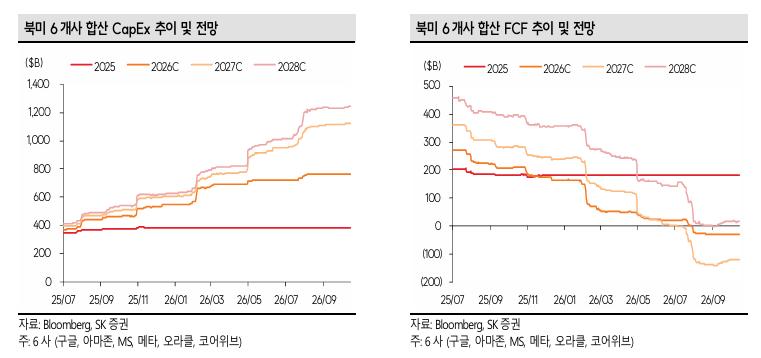 북미 6개사 합산 CapEx 추이 및 전망
($B)
2025 2026C 2027C 2028C
1,400
1,200
1,000
800
600
400
200
0
25/07 25/09 25/11 26/01 26/03 26/05 26/07 26/09
자료: Bloomberg, SK 증권
주: 6 사 (구글, 아마존, MS, 메타, 오라클, 코어위브)
북미 6개사 합산 FCF 추이 및 전망
($B)
2025 2026C 2027C 2028C
500
400
300
200
100
0
(100)
(200)
25/07 25/09 25/11 26/01 26/03 26/05 26/07 26/09
자료: Bloomberg, SK 증권
주: 6 사 (구글, 아마존, MS, 메타, 오라클, 코어위브)